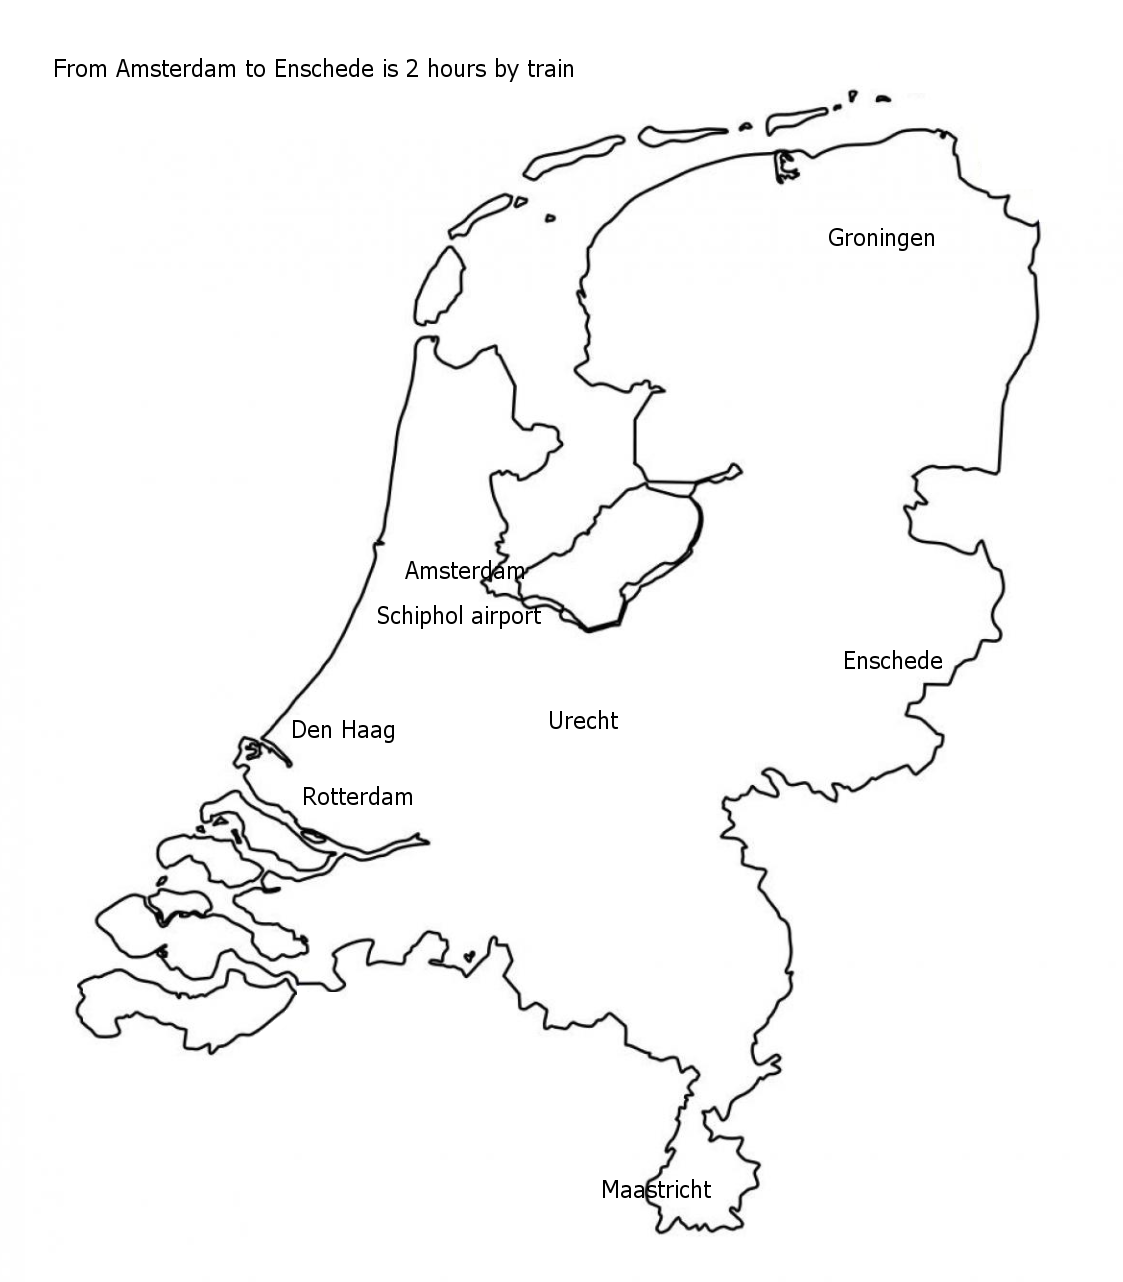 From Amsterdam to Enschede is 2 hours by train
Groningen
Amsterdam
Schiphol airport
Enschede
Urecht
Den Haag
Rotterdam
Maastricht